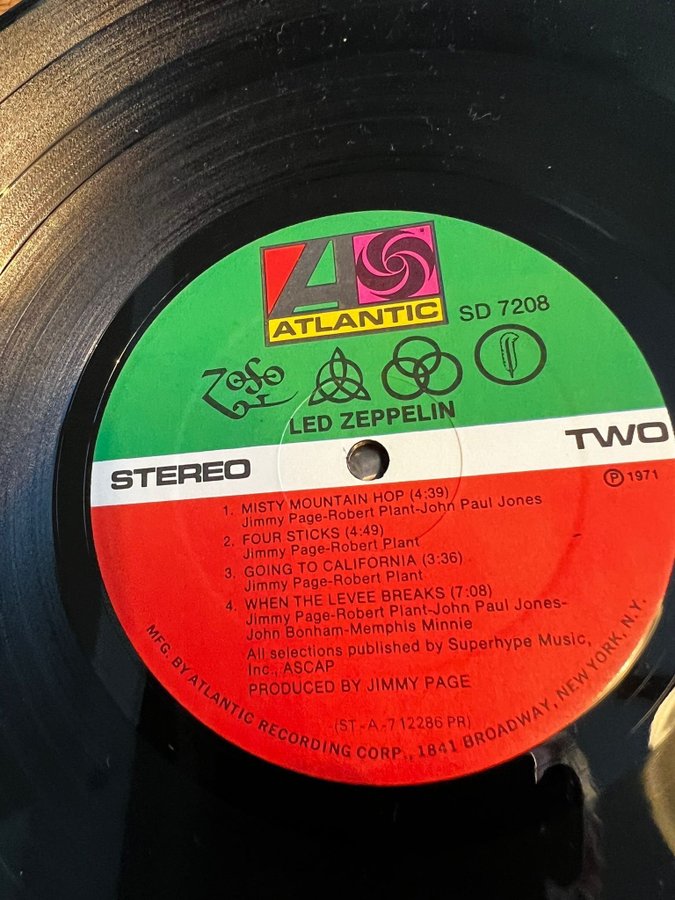 ATLANTIC
SD 7208
LED ZEPPELIN
STEREO
TWO
Ⓟ 1971
1. MISTY MOUNTAIN HOP (4:39)
Jimmy Page-Robert Plant-John Paul Jones
2. FOUR STICKS (4:49)
Jimmy Page-Robert Plant
3. GOING TO CALIFORNIA (3:36)
Jimmy Page-Robert Plant
4. WHEN THE LEVEE BREAKS (7:08)
Jimmy Page-Robert Plant-John Paul Jones-
John Bonham-Memphis Minnie
All selections published by Superhype Music,
Inc., ASCAP
PRODUCED BY JIMMY PAGE
(ST-A-712286 PR)
MFG. BY ATLANTIC RECORDING CORP., 1841 BROADWAY, NEW YORK, N.Y.